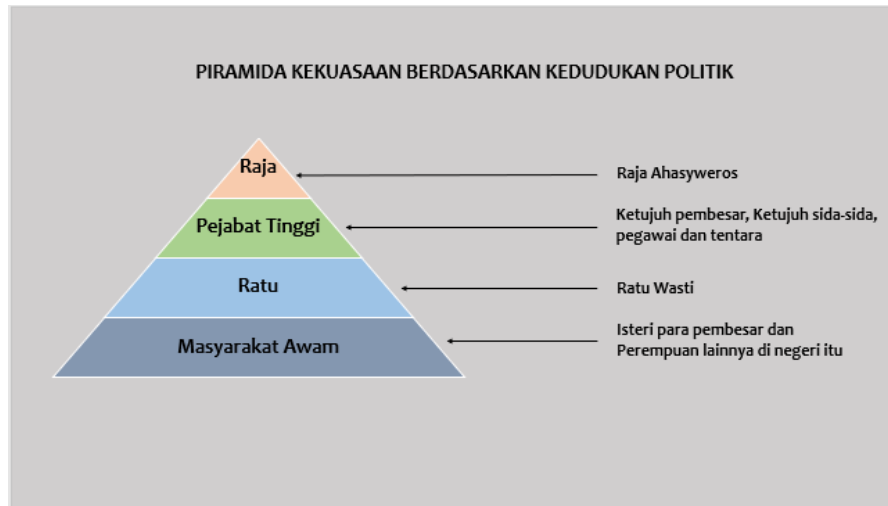 PIRAMIDA KEKUASAAN BERDASARKAN KEDUDUKAN POLITIK
Raja
Raja Ahasyweros
Pejabat Tinggi
Ketujuh pembesar, Ketujuh sida-sida,
pegawai dan tentara
Ratu
Ratu Wasti
Masyarakat Awam
Isteri para pembesar dan
Perempuan lainnya di negeri itu